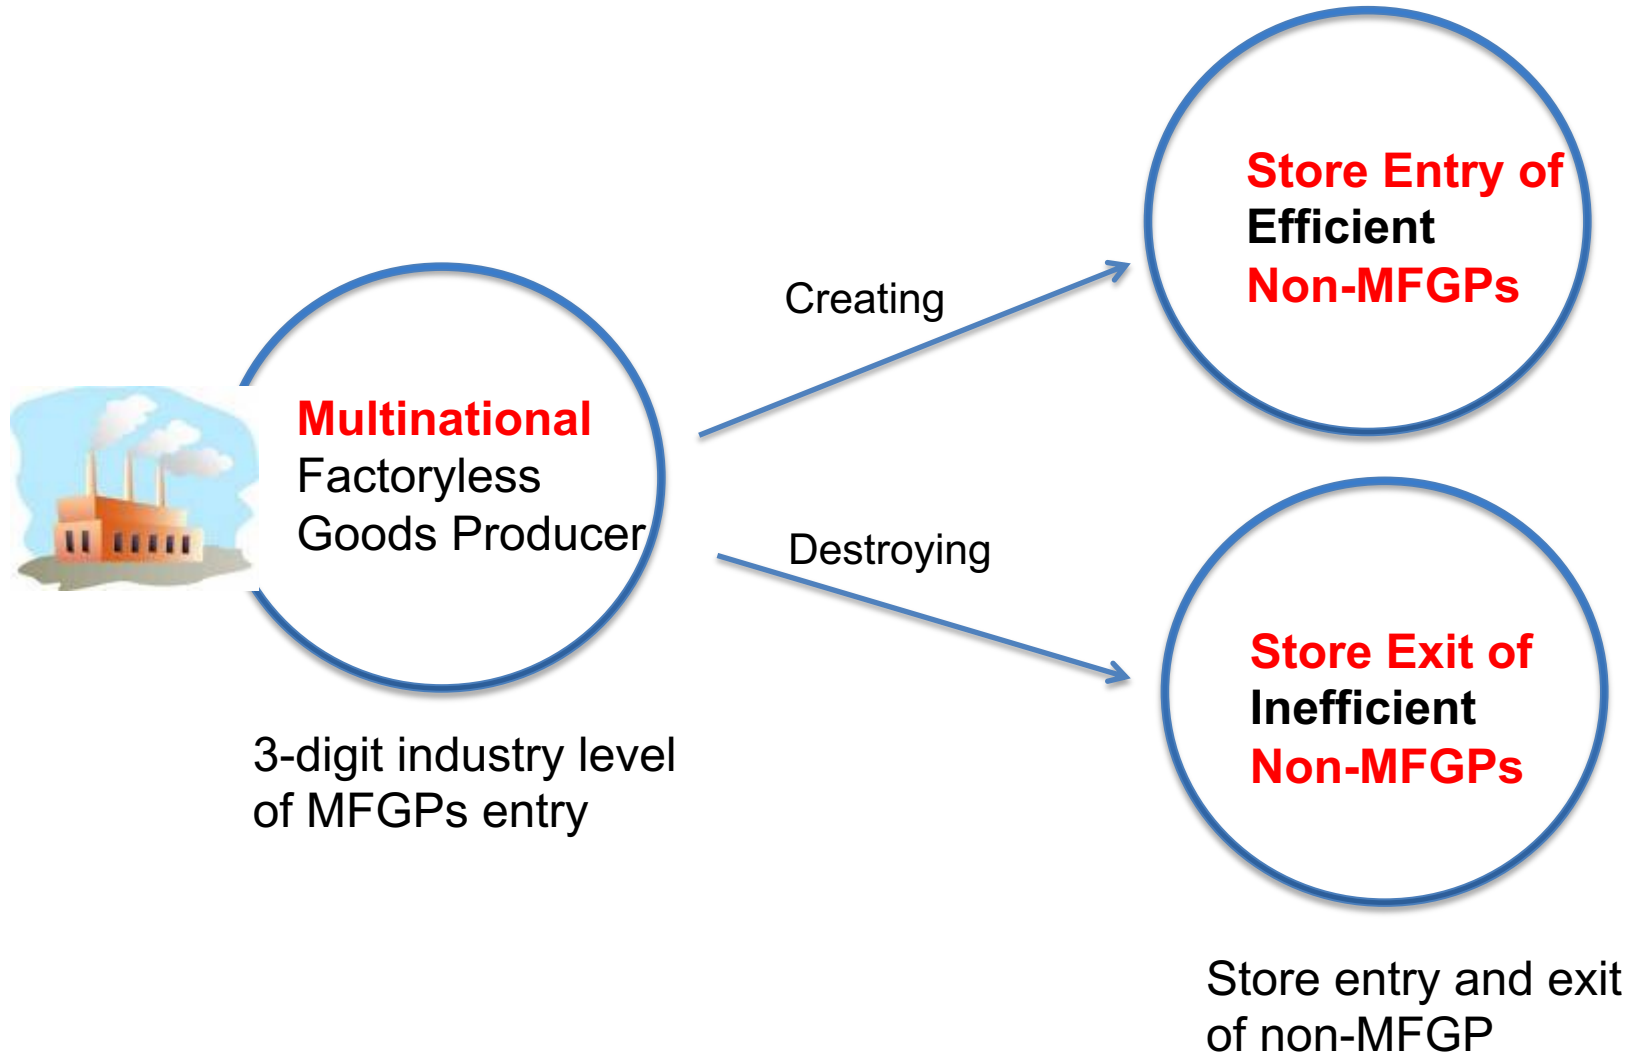 Multinational
Factoryless
Goods Producer
3-digit industry level
of MFGPs entry
Creating
Destroying
Store Entry of
Efficient
Non-MFGPs
Store Exit of
Inefficient
Non-MFGPs
Store entry and exit
of non-MFGP